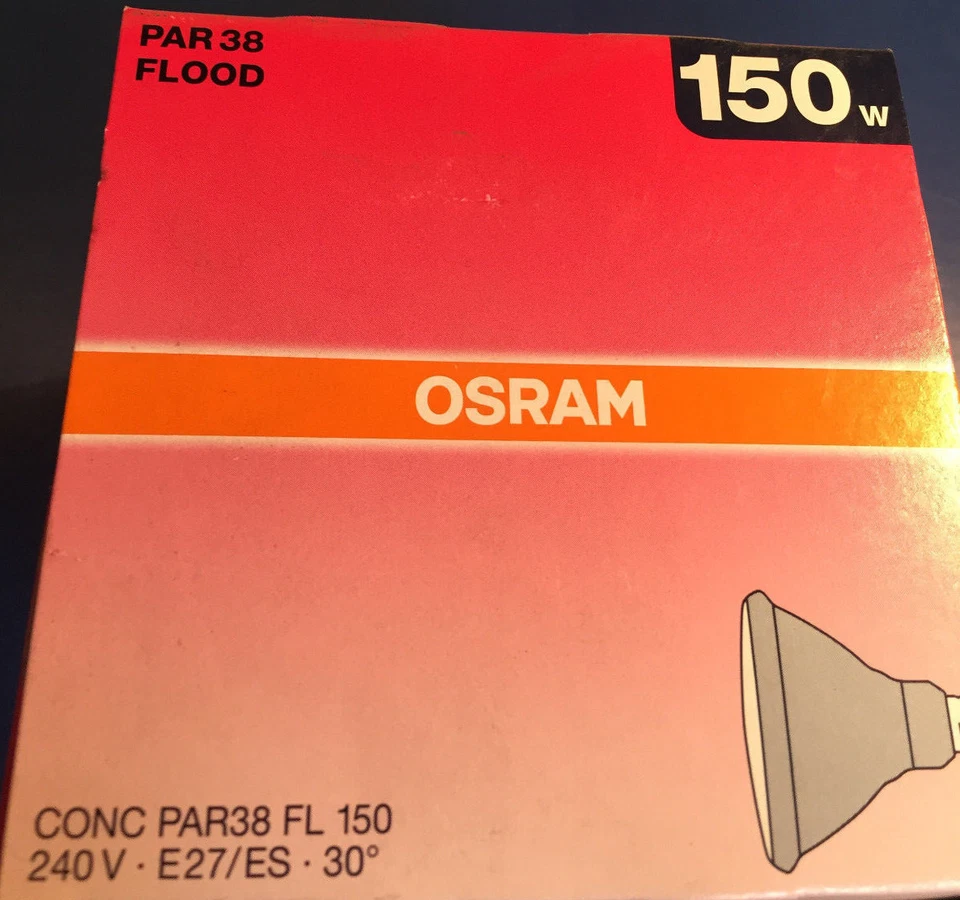 PAR 38
FLOOD
150 W
OSRAM
CONC PAR38 FL 150
240 V · E27/ES · 30°